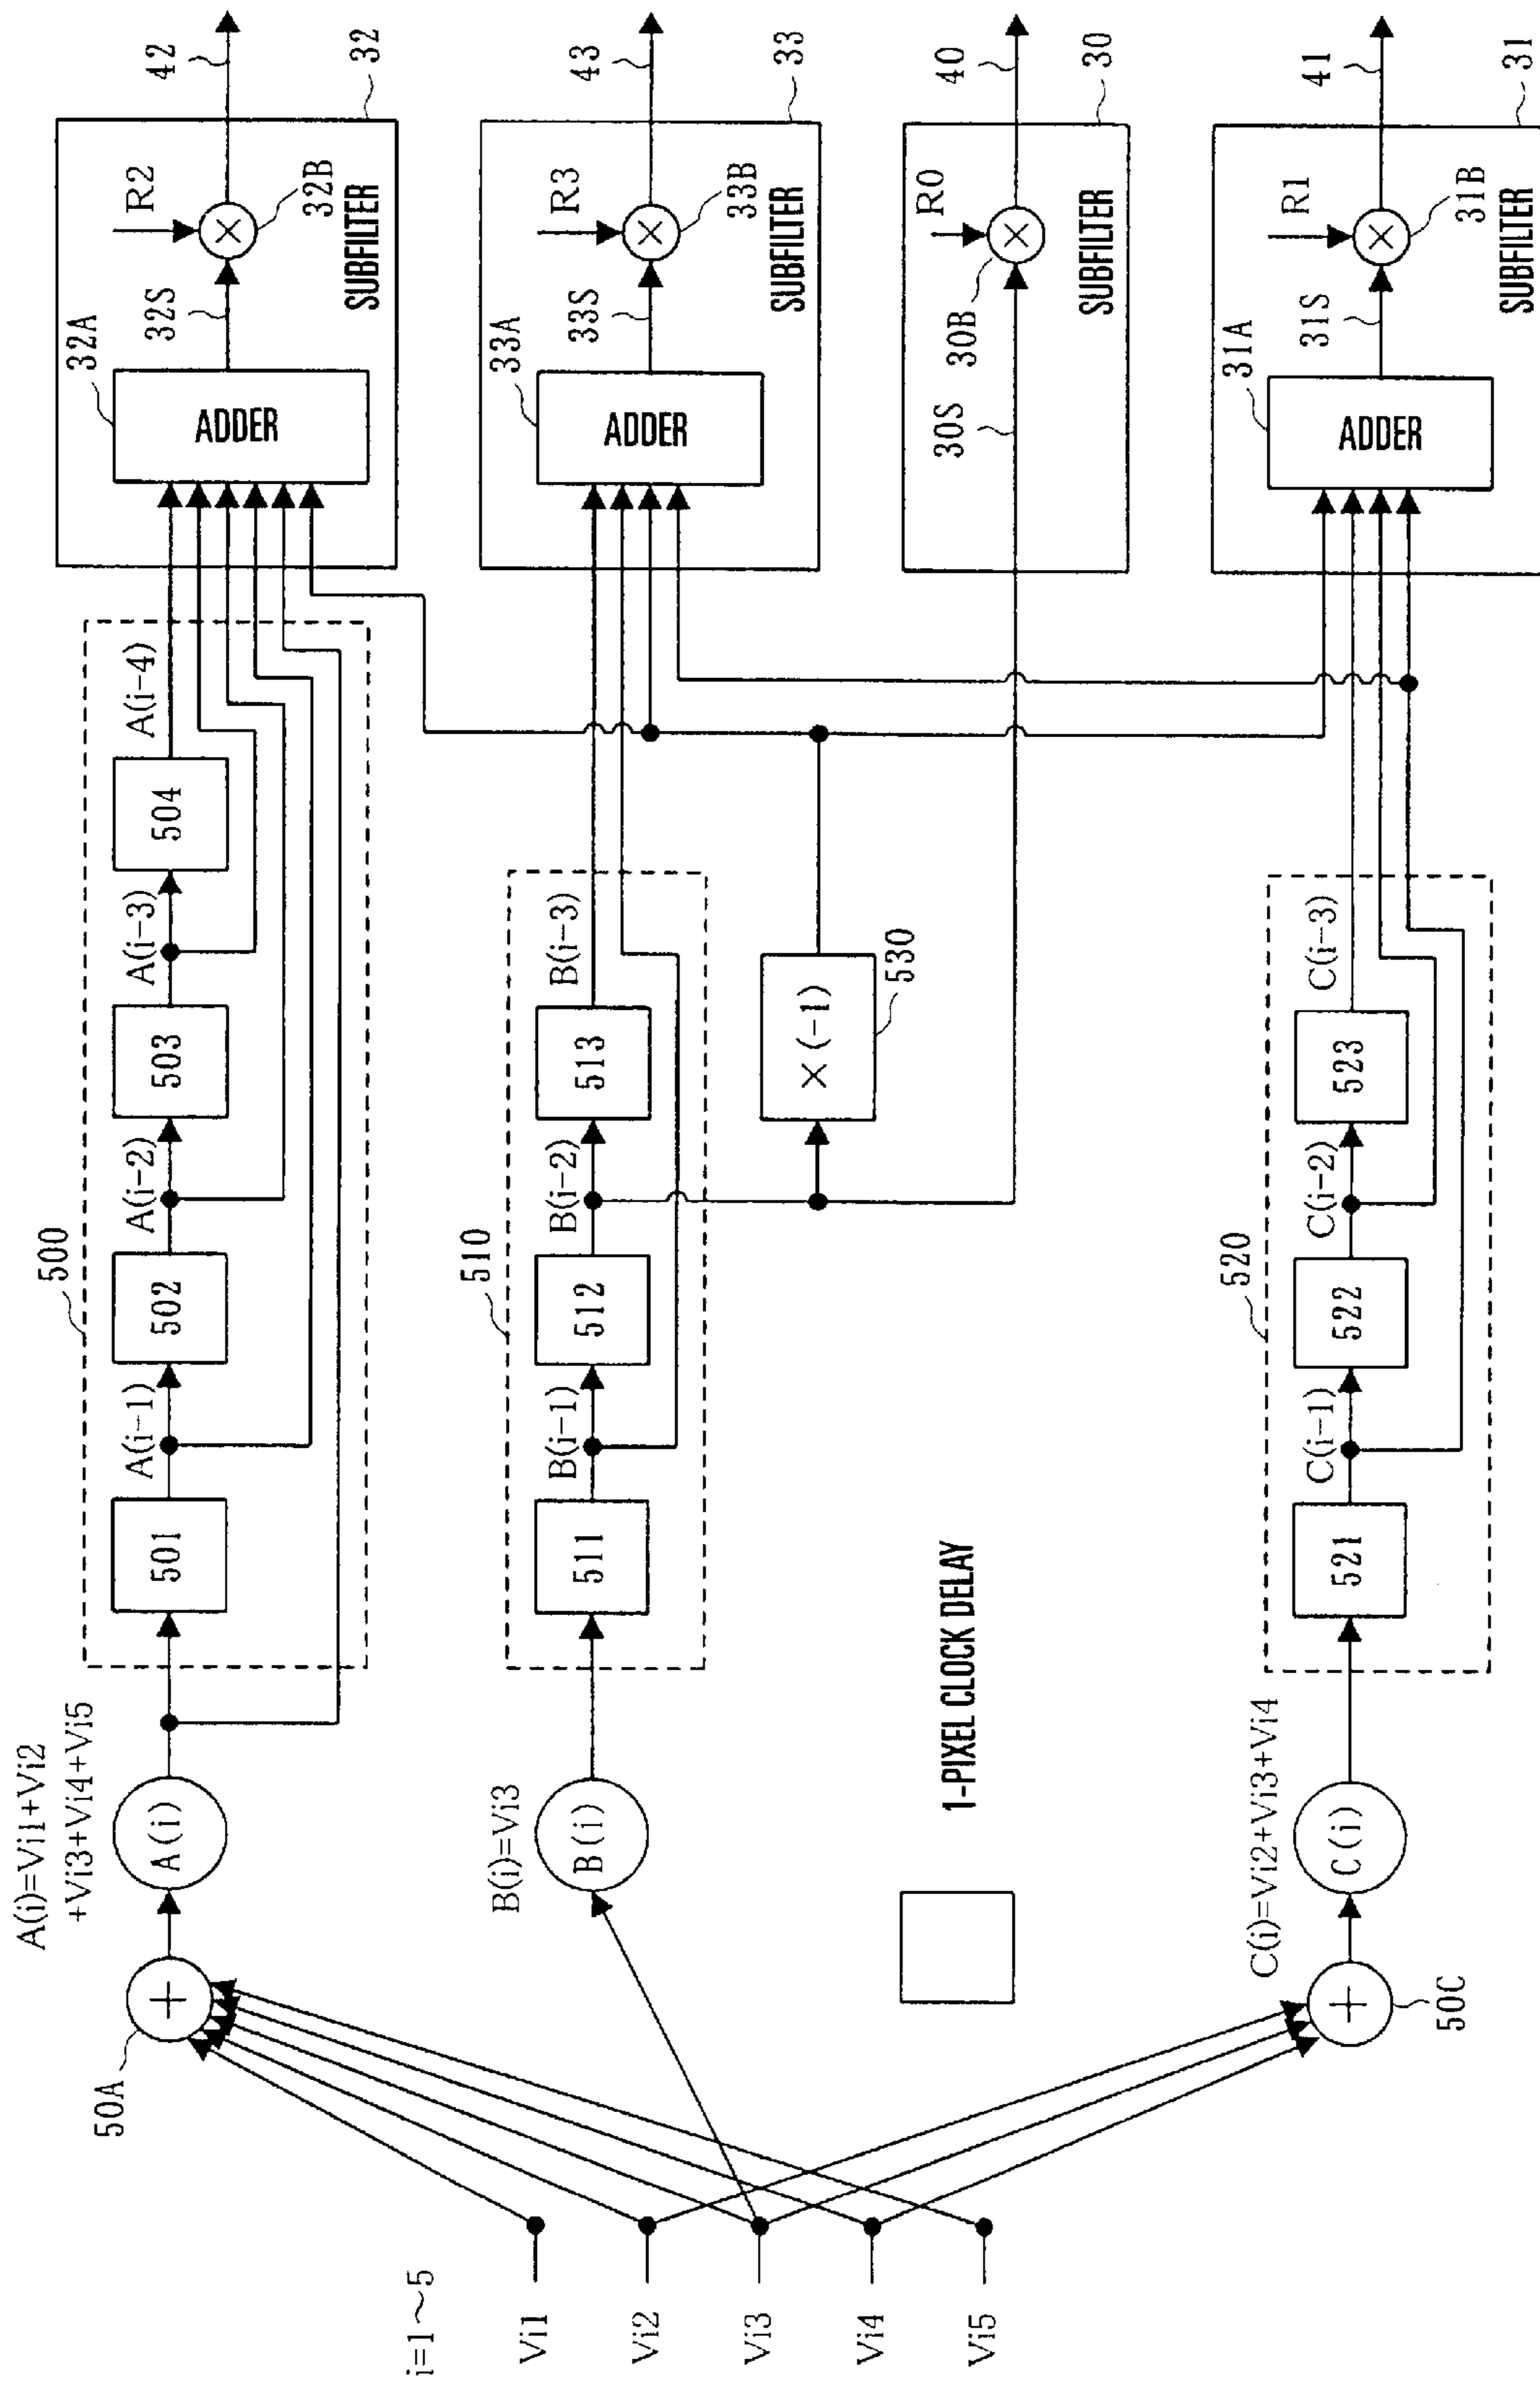 i=1～5
Vi1
Vi2
Vi3
Vi4
Vi5
50A
50C
A(i)=Vi1+Vi2
+Vi3+Vi4+Vi5
A(i)
B(i)=Vi3
B(i)
C(i)=Vi2+Vi3+Vi4
C(i)
1-PIXEL CLOCK DELAY
500
501
A(i-1)
502
A(i-2)
503
A(i-3)
504
A(i-4)
510
511
B(i-1)
512
B(i-2)
513
B(i-3)
×(-1)
530
520
521
C(i-1)
522
C(i-2)
523
C(i-3)
32A
ADDER
32S
R2
32B
SUBFILTER
42
32
33A
ADDER
33S
R3
33B
SUBFILTER
43
33
30S
30B
R0
SUBFILTER
40
30
31A
ADDER
31S
R1
31B
SUBFILTER
41
31